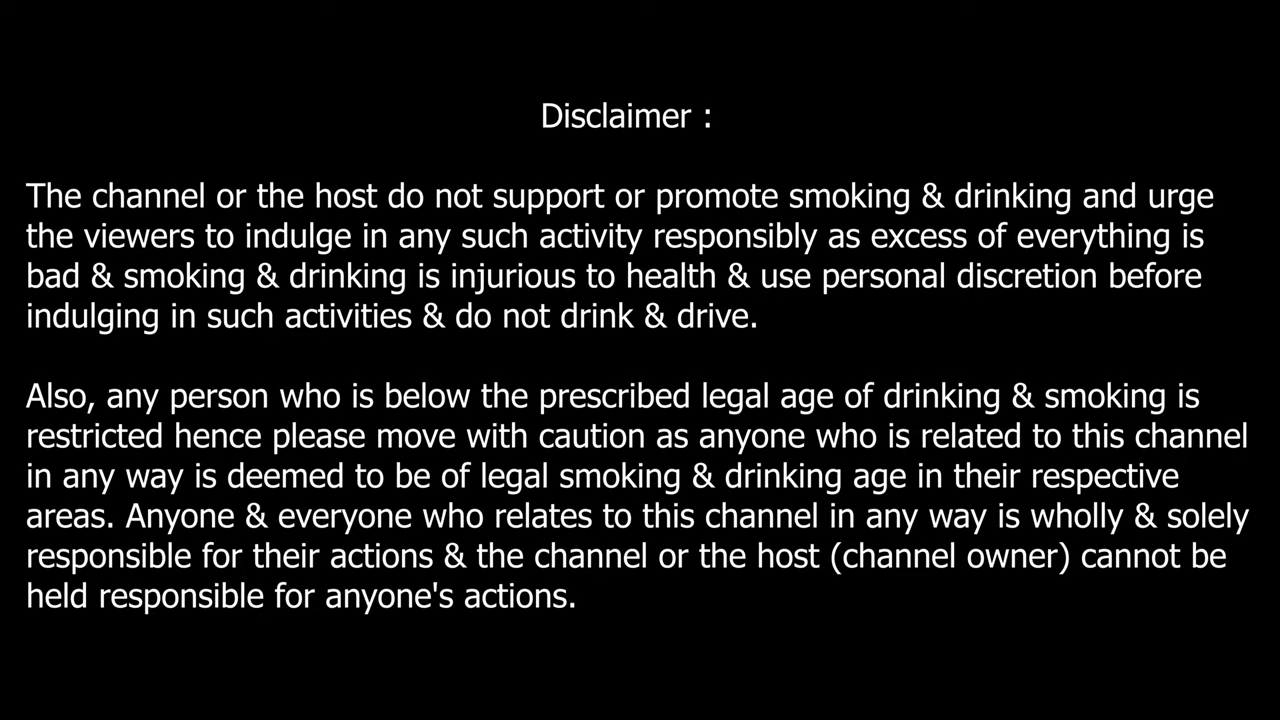 Disclaimer :
The channel or the host do not support or promote smoking & drinking and urge
the viewers to indulge in any such activity responsibly as excess of everything is
bad & smoking & drinking is injurious to health & use personal discretion before
indulging in such activities & do not drink & drive.
Also, any person who is below the prescribed legal age of drinking & smoking is
restricted hence please move with caution as anyone who is related to this channel
in any way is deemed to be of legal smoking & drinking age in their respective
areas. Anyone & everyone who relates to this channel in any way is wholly & solely
responsible for their actions & the channel or the host (channel owner) cannot be
held responsible for anyone's actions.